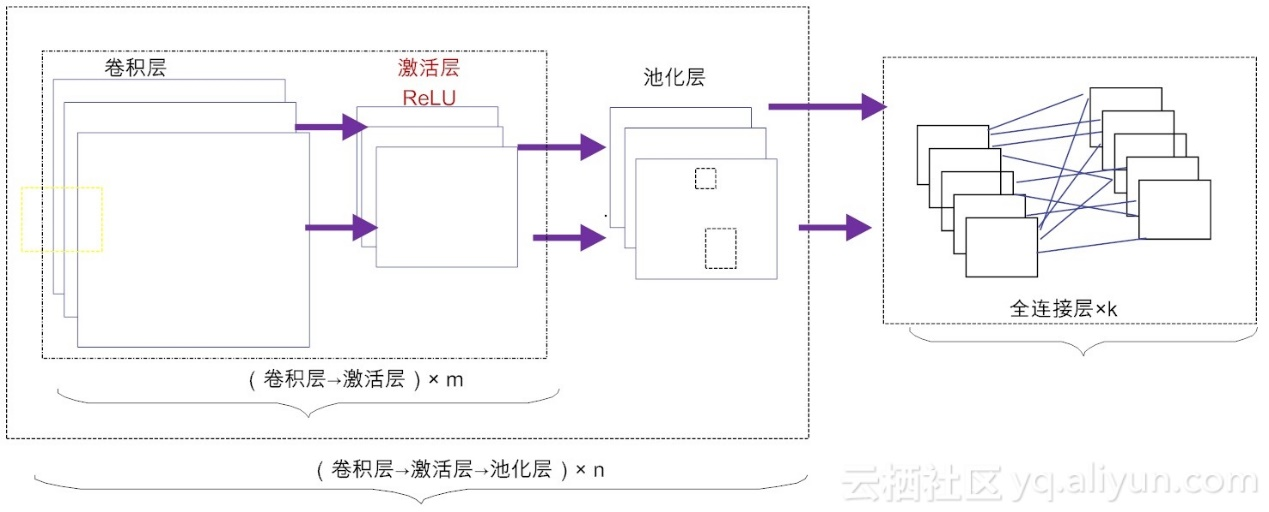 卷积层
激活层
ReLU
池化层
全连接层×k
（卷积层→激活层）× m
（卷积层→激活层→池化层）× n
云栖社区 yq.aliyun.com